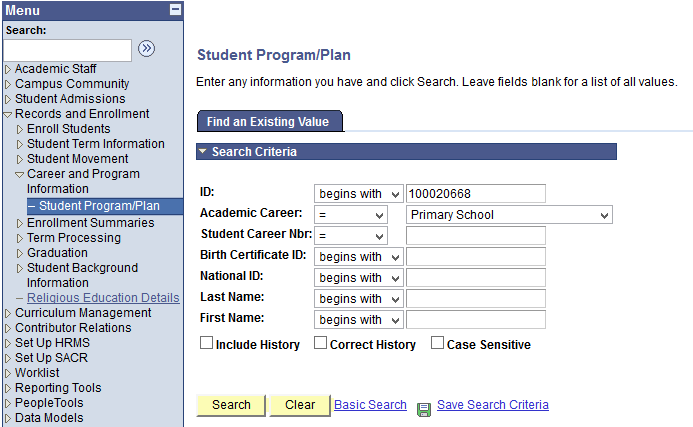 Menu
Search:
Academic Staff
Campus Community
Student Admissions
Records and Enrollment
Enroll Students
Student Term Information
Student Movement
Career and Program
Information
Student Program/Plan
Enrollment Summaries
Term Processing
Graduation
Student Background
Information
Religious Education Details
Curriculum Management
Contributor Relations
Set Up HRMS
Set Up SACR
Worklist
Reporting Tools
PeopleTools
Data Models
Student Program/Plan
Enter any information you have and click Search. Leave fields blank for a list of all values.
Find an Existing Value
Search Criteria
ID: begins with 100020668
Academic Career: = Primary School
Student Career Nbr: =
Birth Certificate ID: begins with
National ID: begins with
Last Name: begins with
First Name: begins with
Include History Correct History Case Sensitive
Search Clear Basic Search Save Search Criteria